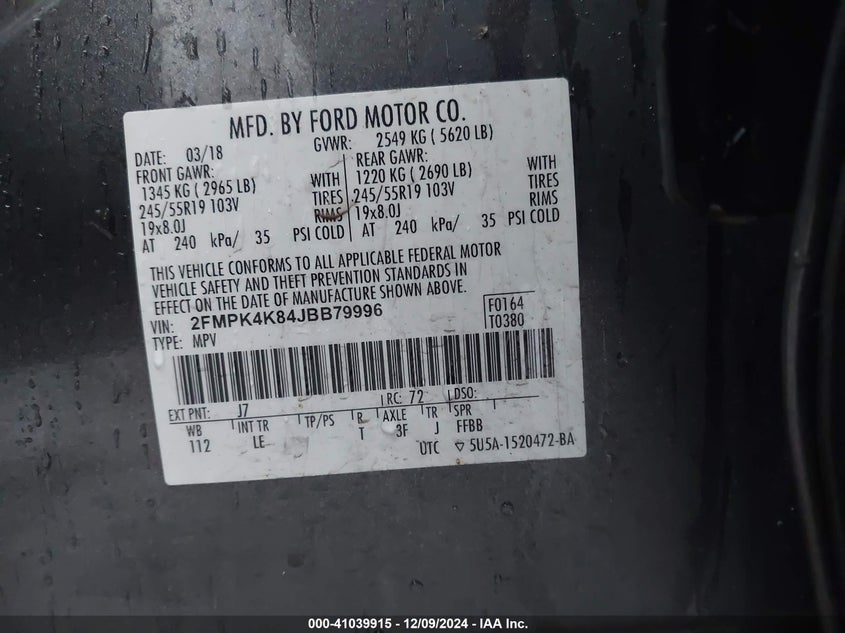 MFD. BY FORD MOTOR CO.
DATE: 03/18 GVWR: 2549 KG ( 5620 LB)
FRONT GAWR: REAR GAWR: WITH
1345 KG ( 2965 LB) WITH 1220 KG ( 2690 LB) TIRES
245/55R19 103V TIRES 245/55R19 103V RIMS
19x8.0J RIMS 19x8.0J
AT 240 kPa/ 35 PSI COLD AT 240 kPa/ 35 PSI COLD
THIS VEHICLE CONFORMS TO ALL APPLICABLE FEDERAL MOTOR
VEHICLE SAFETY AND THEFT PREVENTION STANDARDS IN
EFFECT ON THE DATE OF MANUFACTURE SHOWN ABOVE.
VIN: 2FMPK4K84JBB79996 F0164
TYPE: MPV T0380
EXT PNT: J7 RC: 72 DSO:
WB INT TR TP/PS R AXLE TR SPR
112 LE T 3F J FFBB
UTC ▽ 5U5A-1520472-BA
000-41039915 - 12/09/2024 - IAA Inc.